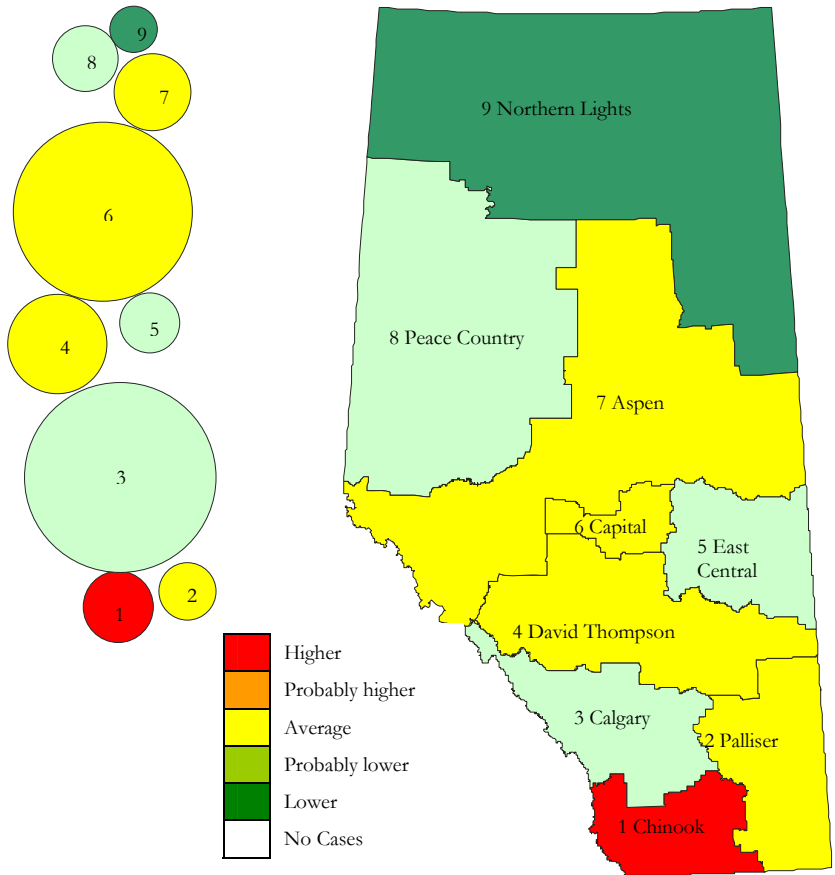 9
8
7
6
5
4
3
2
1
9 Northern Lights
8 Peace Country
7 Aspen
6 Capital
5 East
Central
4 David Thompson
3 Calgary
2 Palliser
1 Chinook
Higher
Probably higher
Average
Probably lower
Lower
No Cases